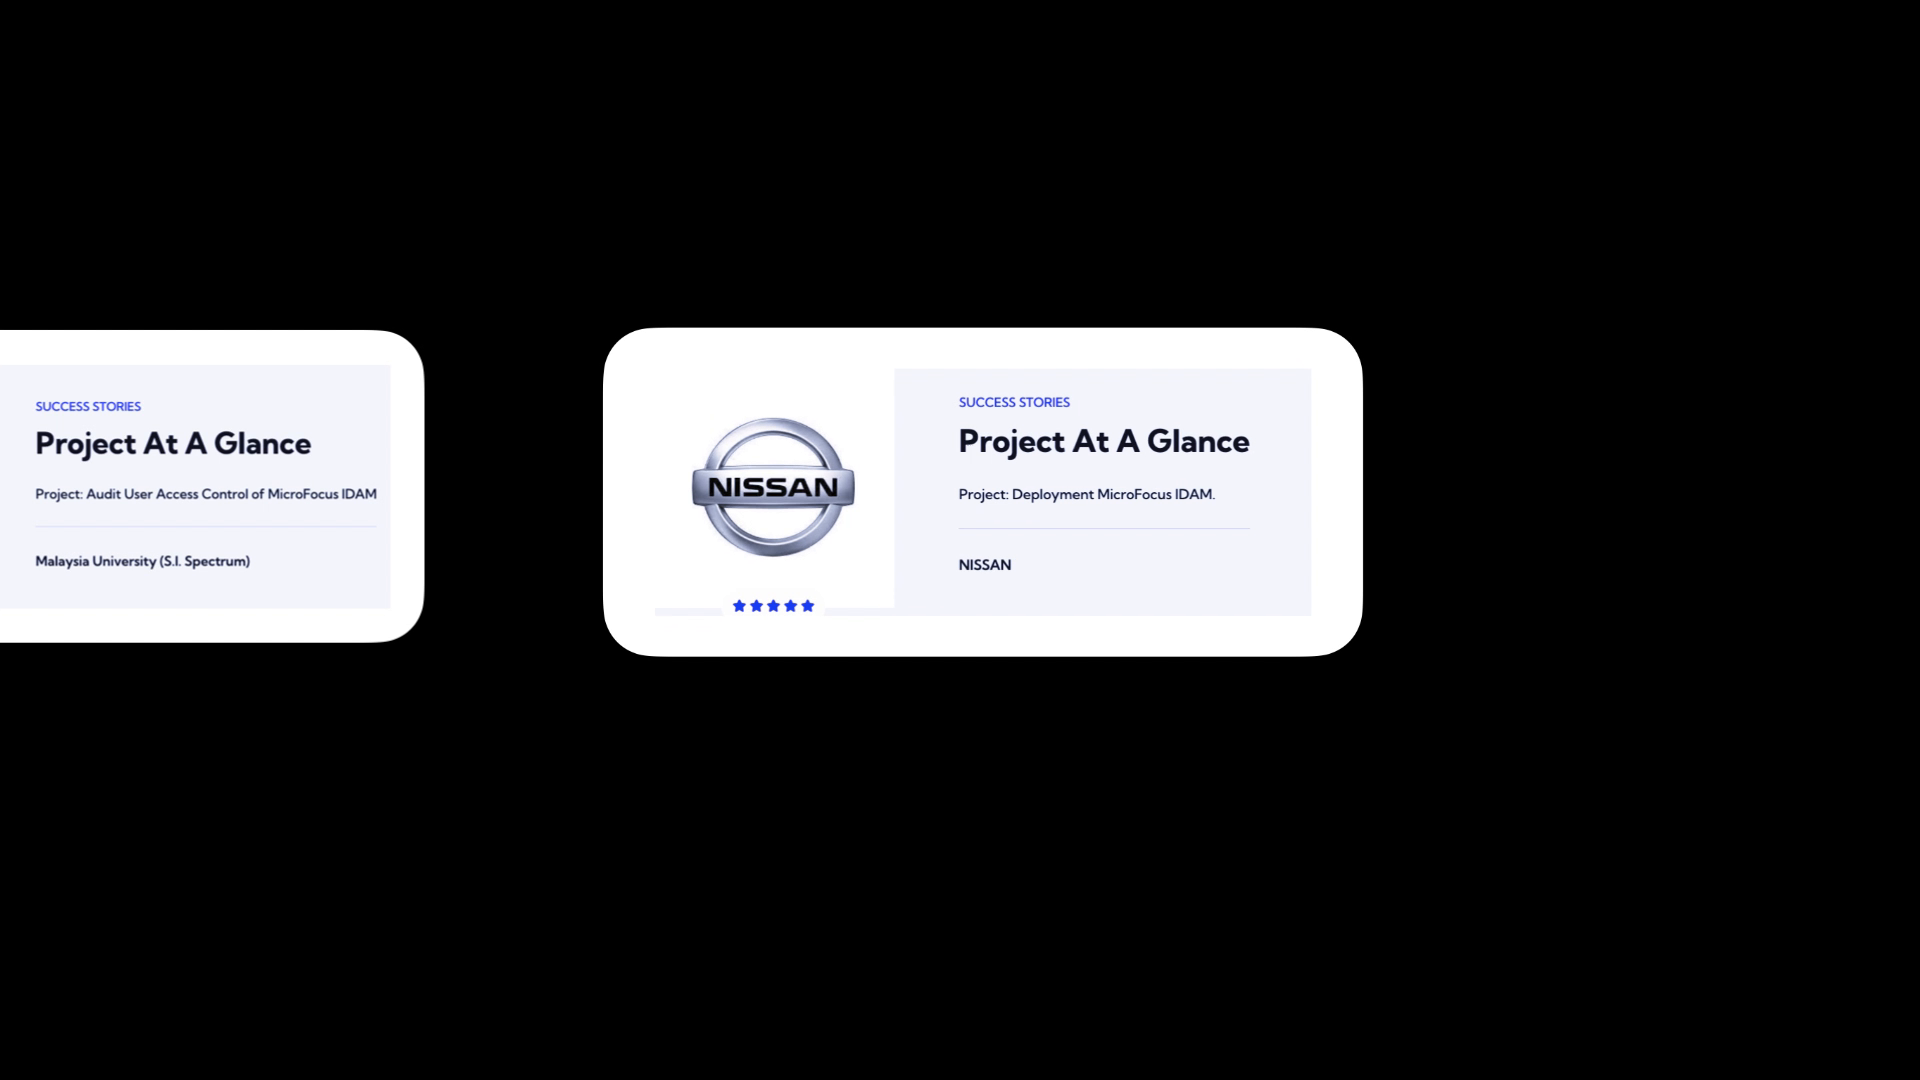 SUCCESS STORIES
Project At A Glance
Project: Audit User Access Control of MicroFocus IDAM
Malaysia University (S.I. Spectrum)
NISSAN
SUCCESS STORIES
Project At A Glance
Project: Deployment MicroFocus IDAM.
NISSAN